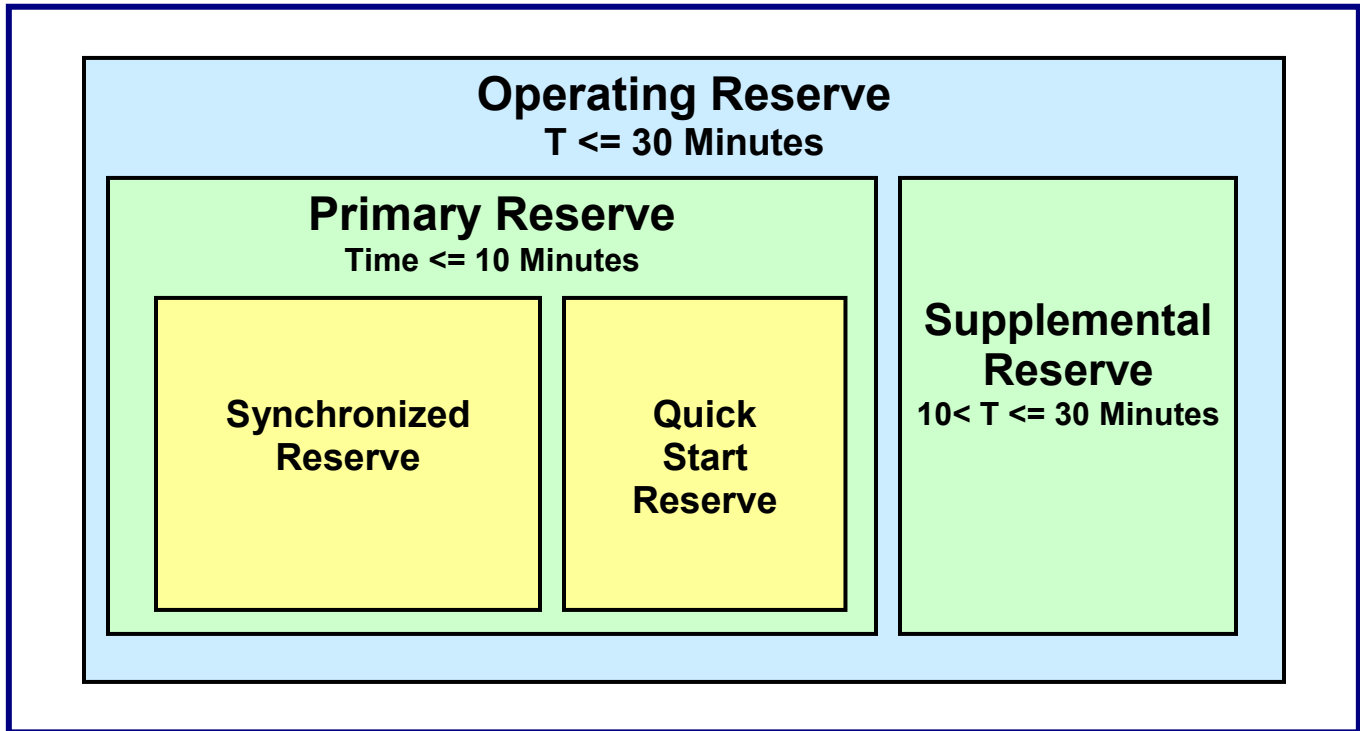 Operating Reserve
T <= 30 Minutes
Primary Reserve
Time <= 10 Minutes
Synchronized
Reserve
Quick
Start
Reserve
Supplemental
Reserve
10< T <= 30 Minutes